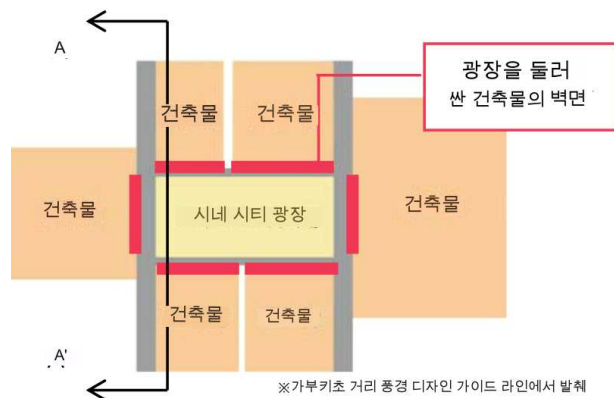 A
광장을 둘러
싼 건축물의 벽면
건축물
건축물
건축물
건축물
시네 시티 광장
건축물
건축물
A'
※가부키초 거리 풍경 디자인 가이드 라인에서 발췌